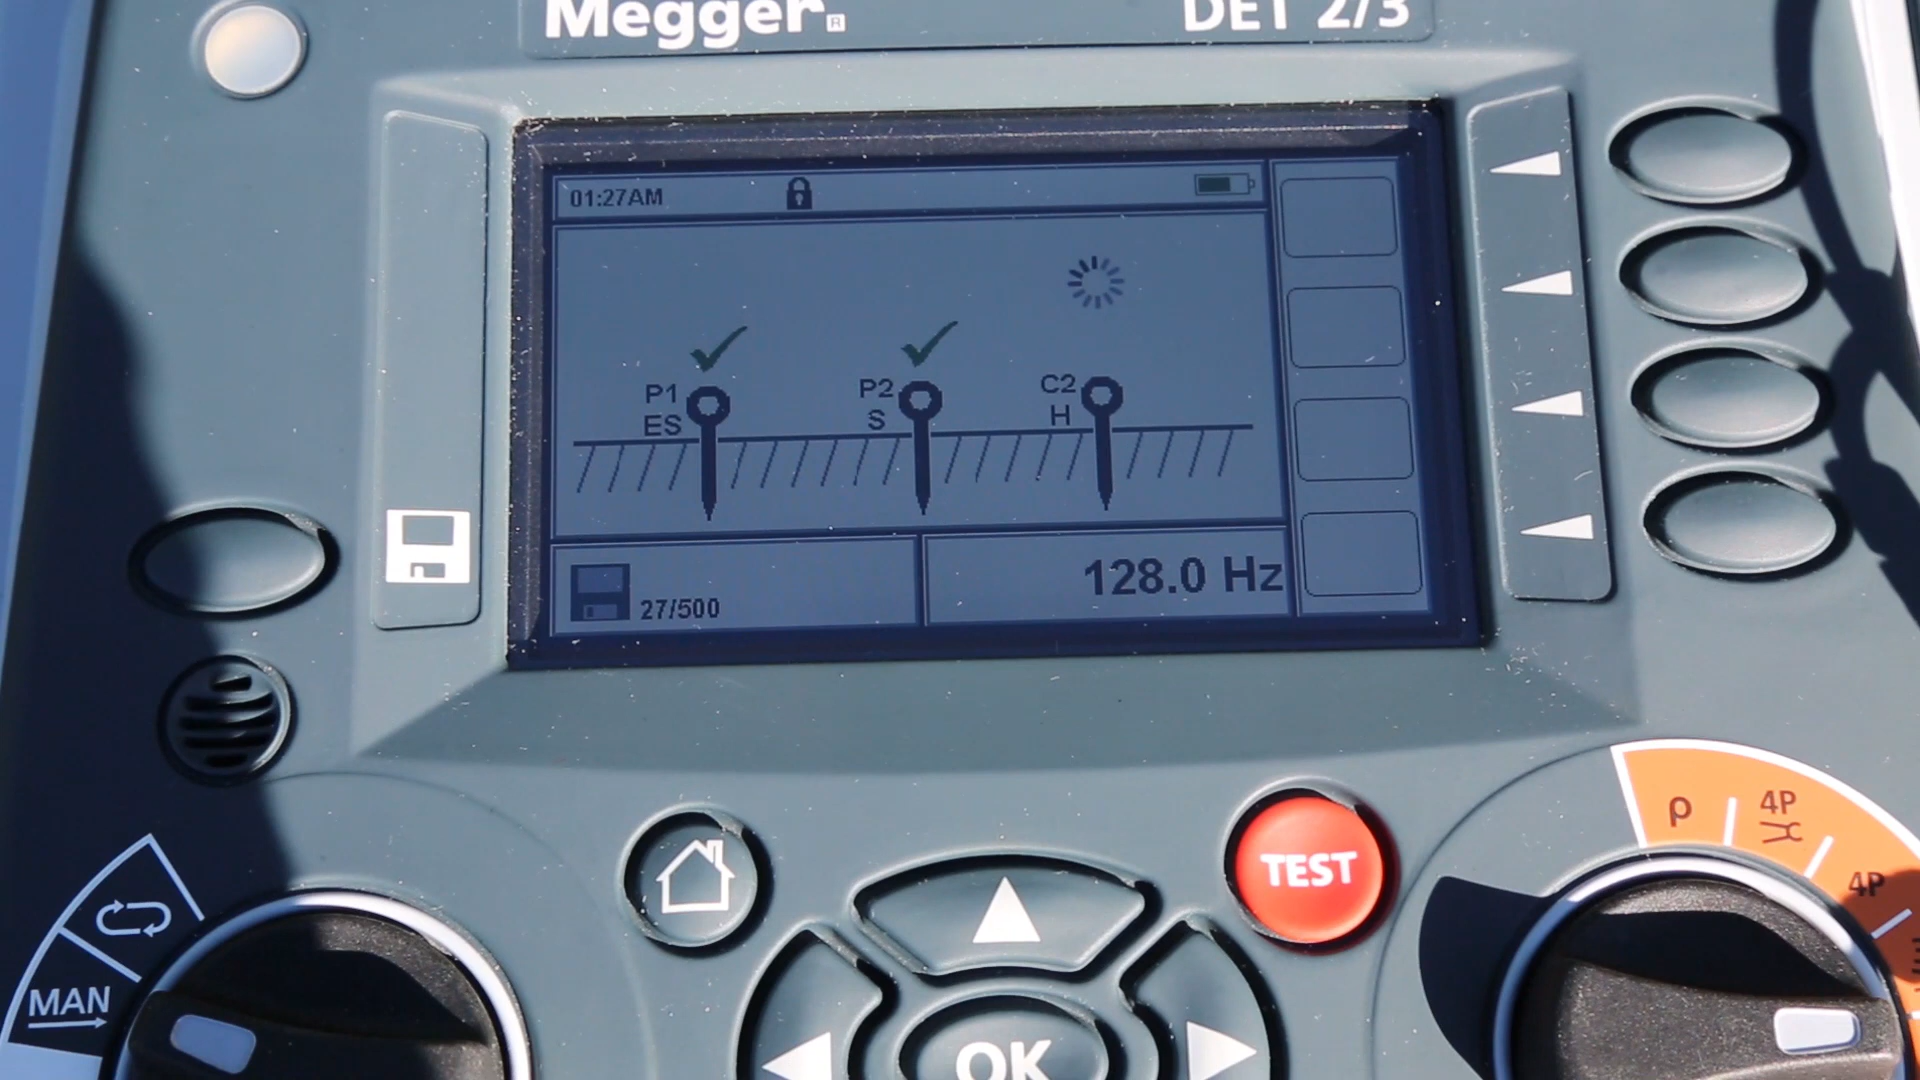 Megger®
DET 2/3
01:27AM
P1
ES
P2
S
C2
H
27/500
128.0 Hz
TEST
ρ
4P
4P
MAN
OK